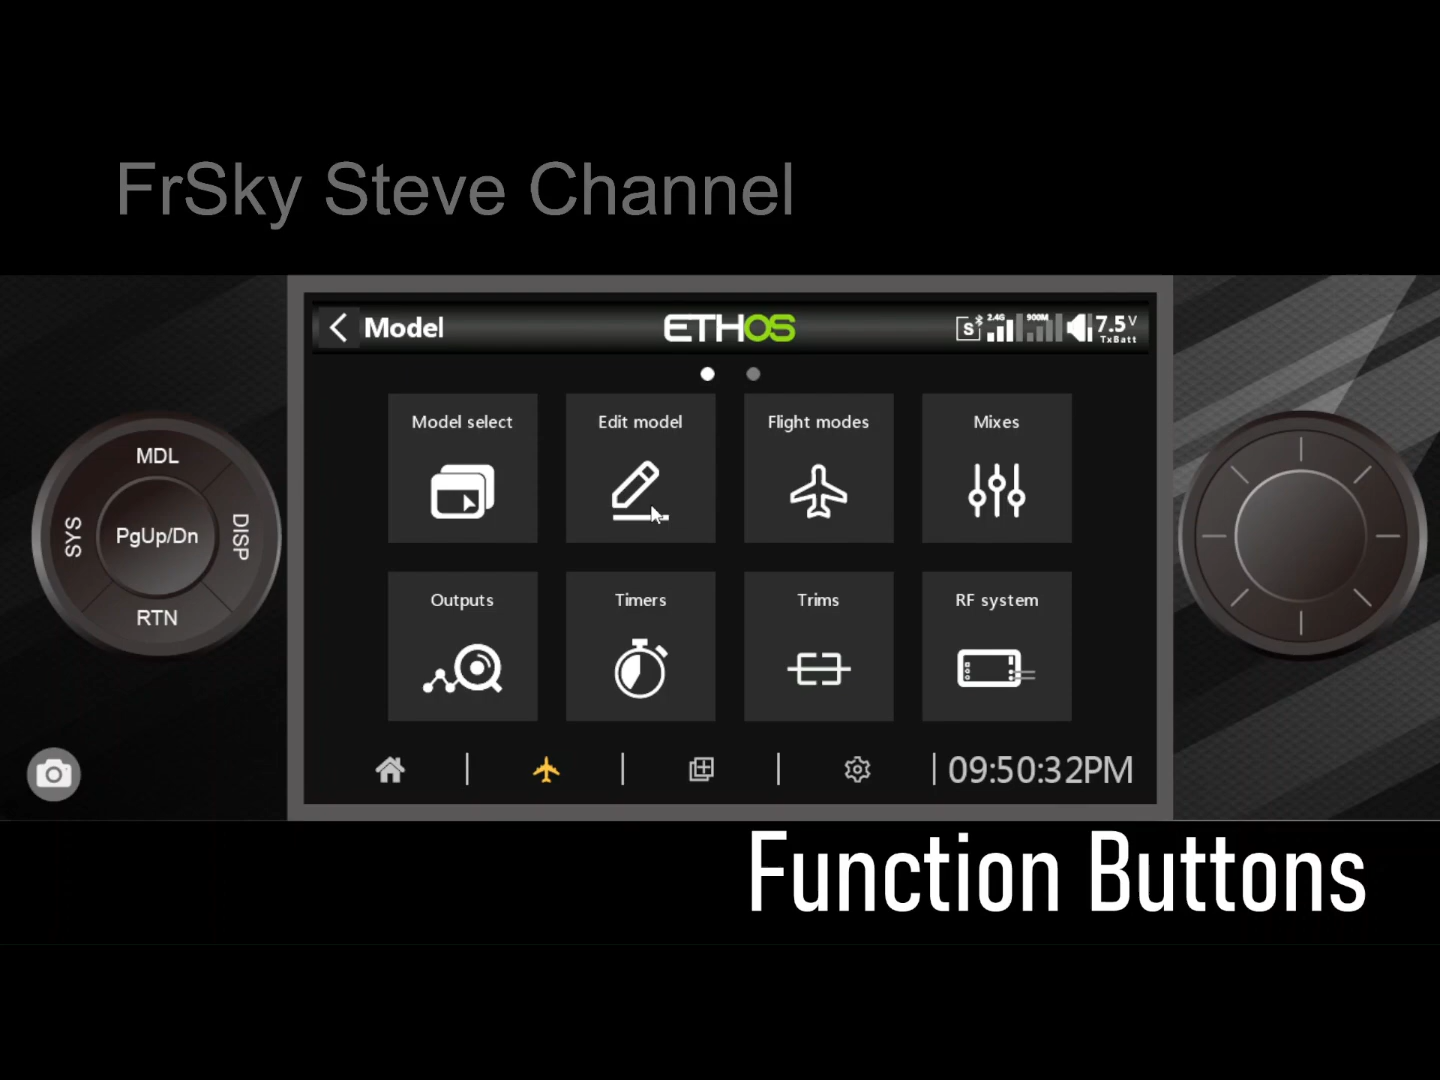 FrSky Steve Channel
Model
ETHOS
S 2.4G 900M 7.5V
TxBatt
Model select
Edit model
Flight modes
Mixes
Outputs
Timers
Trims
RF system
09:50:32PM
MDL
SYS
PgUp/Dn
DISP
RTN
Function Buttons